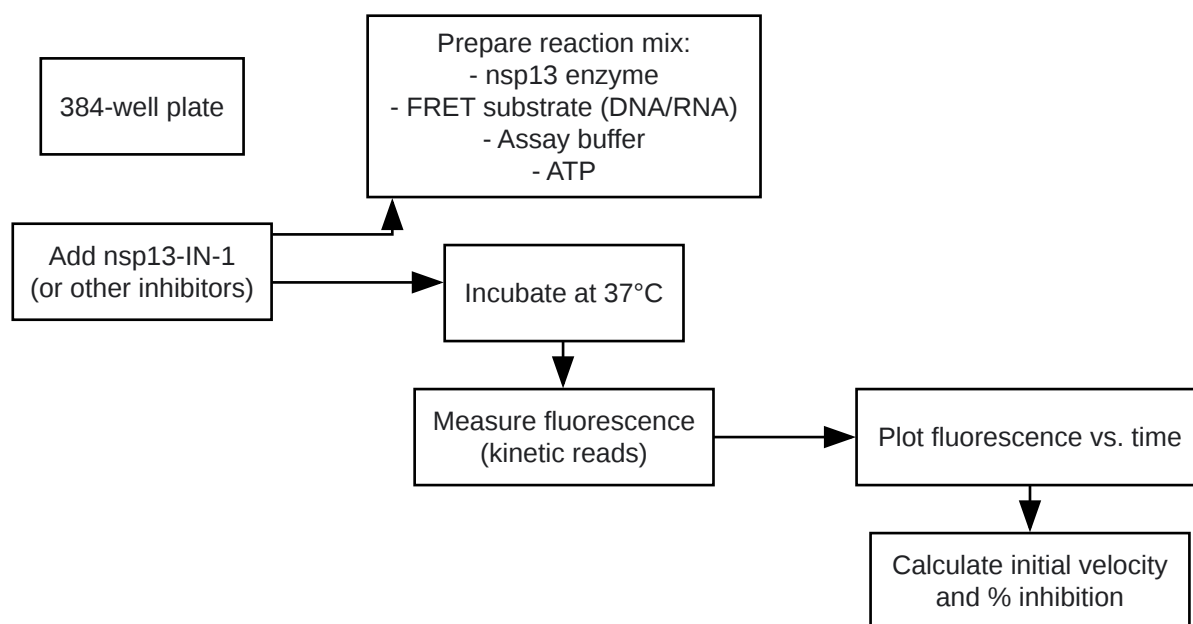 384-well plate
Prepare reaction mix:
- nsp13 enzyme
- FRET substrate (DNA/RNA)
- Assay buffer
- ATP
Add nsp13-IN-1
(or other inhibitors)
Incubate at 37°C
Measure fluorescence
(kinetic reads)
Plot fluorescence vs. time
Calculate initial velocity
and % inhibition